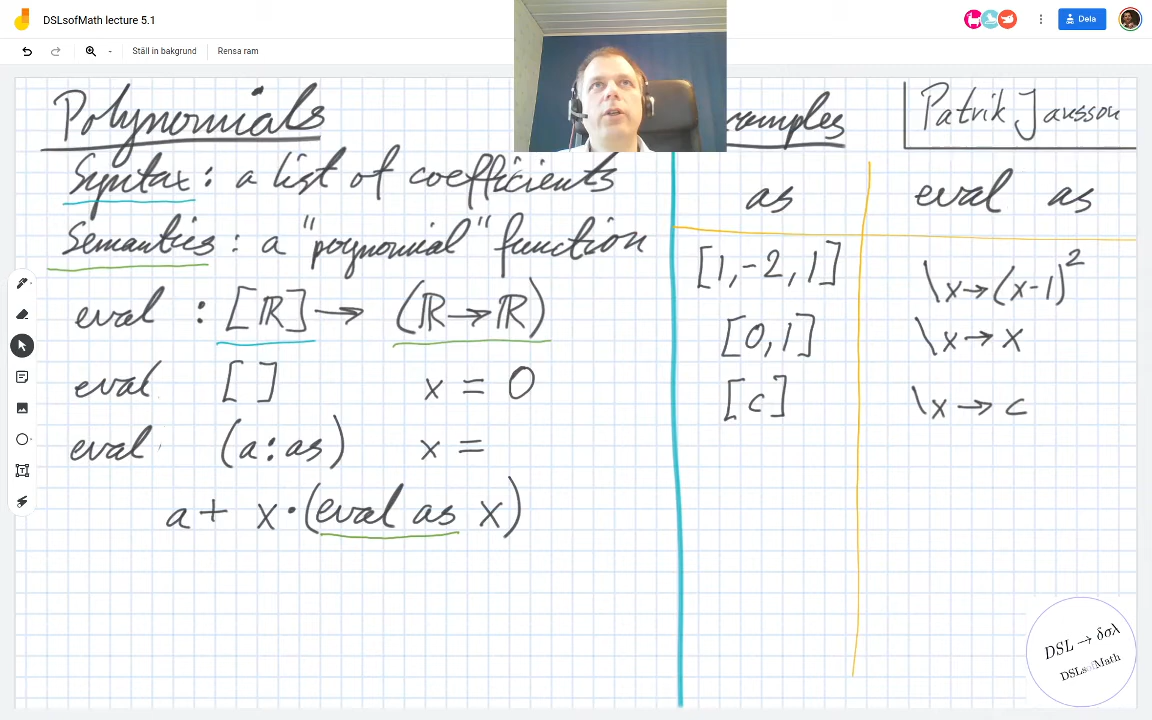 DSLsofMath lecture 5.1
Dela
Ställ in bakgrund Rensa ram
Polynomials
Syntax : a list of coefficients
Semantics : a "polynomial" function
eval : [ℝ] → (ℝ→ℝ)
eval [ ] x = 0
eval (a:as) x =
a + x·(eval as x)
amples
Patrik Jansson
as eval as
[1,-2,1] \x→(x-1)²
[0,1] \x→x
[c] \x→c
DSL → δσλ
DSLsofMath